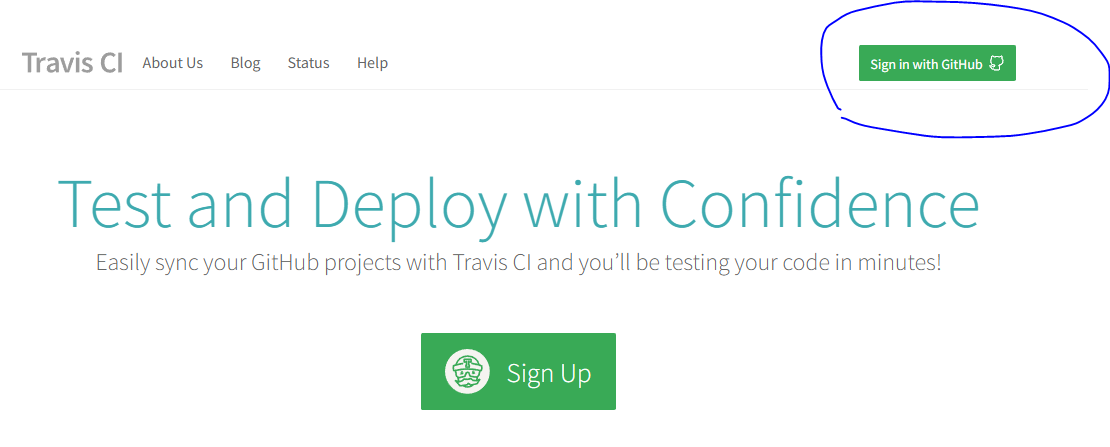 Travis CI About Us Blog Status Help Sign in with GitHub
Test and Deploy with Confidence
Easily sync your GitHub projects with Travis CI and you’ll be testing your code in minutes!
Sign Up